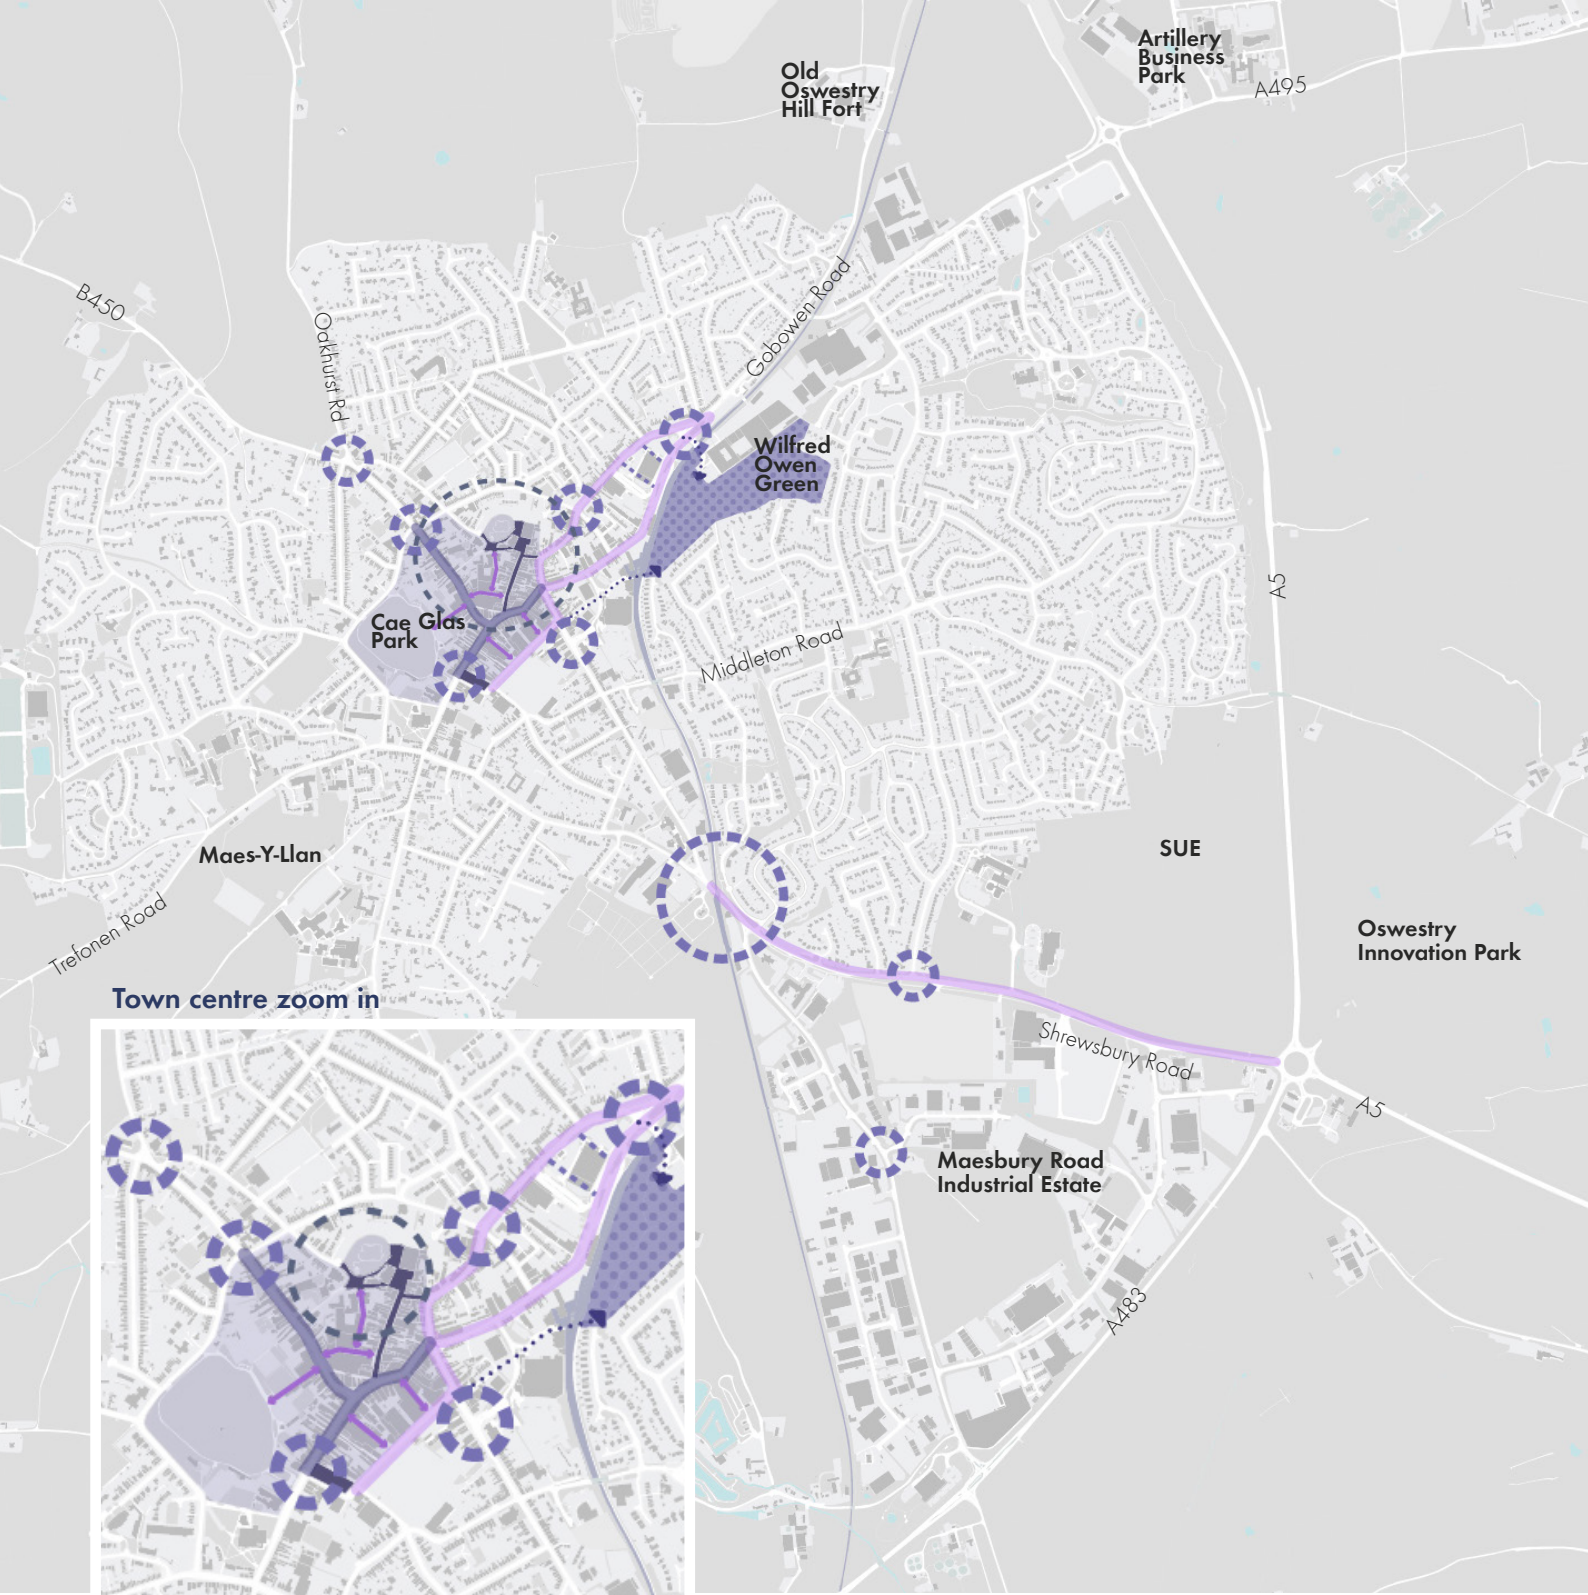 Artillery
Business
Park
Old
Oswestry
Hill Fort
A495
B450
Oakhurst Rd
Gobowen Road
Wilfred
Owen
Green
A5
Cae Glas
Park
Middleton Road
Maes-Y-Llan
SUE
Trefonen Road
Oswestry
Innovation Park
Town centre zoom in
Shrewsbury Road
A5
Maesbury Road
Industrial Estate
A483